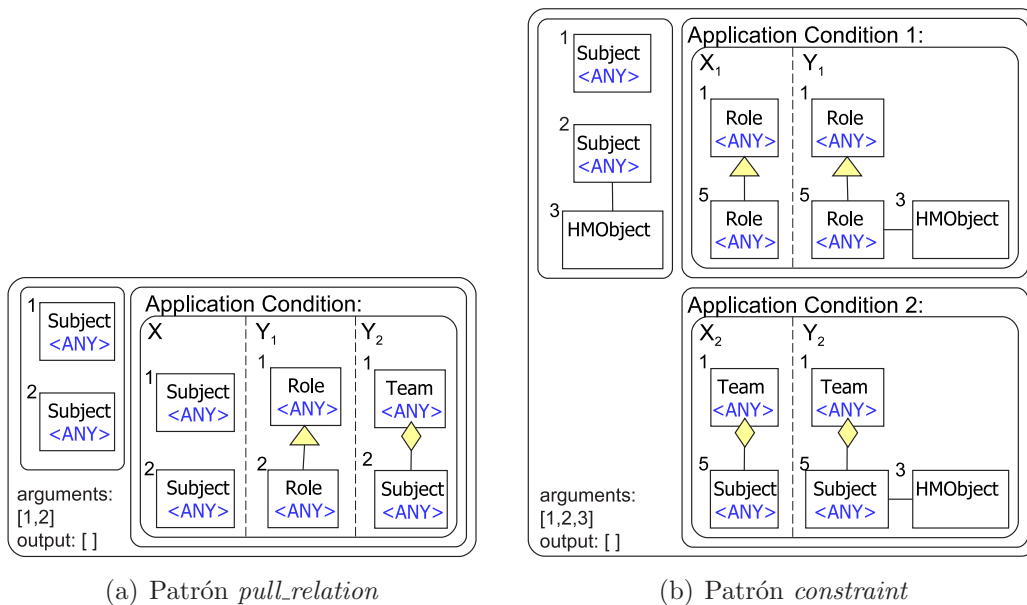 1
Subject
<ANY>
2
Subject
<ANY>
arguments:
[1,2]
output: [ ]
Application Condition:
X
Y1
Y2
1
Subject
<ANY>
2
Subject
<ANY>
1
Role
<ANY>
2
Role
<ANY>
1
Team
<ANY>
2
Subject
<ANY>
(a) Patrón pull_relation
1
Subject
<ANY>
2
Subject
<ANY>
3
HMObject
arguments:
[1,2,3]
output: [ ]
Application Condition 1:
X1
Y1
1
Role
<ANY>
5
Role
<ANY>
1
Role
<ANY>
5
Role
<ANY>
3
HMObject
Application Condition 2:
X2
Y2
1
Team
<ANY>
5
Subject
<ANY>
1
Team
<ANY>
5
Subject
<ANY>
3
HMObject
(b) Patrón constraint